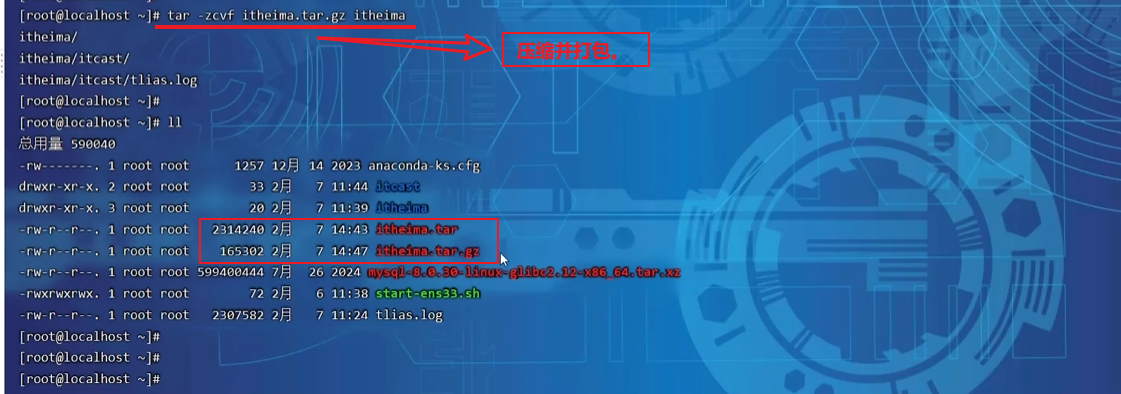 [root@localhost ~]# tar -zcvf itheima.tar.gz itheima
itheima/
itheima/itcast/
itheima/itcast/tlias.log
压缩并打包。
[root@localhost ~]#
[root@localhost ~]# ll
总用量 590040
-rw-------. 1 root root 1257 12月 14 2023 anaconda-ks.cfg
drwxr-xr-x. 2 root root 33 2月 7 11:44 itcast
drwxr-xr-x. 3 root root 20 2月 7 11:39 itheima
-rw-r--r--. 1 root root 2314240 2月 7 14:43 itheima.tar
-rw-r--r--. 1 root root 165302 2月 7 14:47 itheima.tar.gz
-rw-r--r--. 1 root root 599400444 7月 26 2024 mysql-8.0.30-linux-glibc2.12-x86_64.tar.xz
-rwxrwxrwx. 1 root root 72 2月 6 11:38 start-ens33.sh
-rw-r--r--. 1 root root 2307582 2月 7 11:24 tlias.log
[root@localhost ~]#
[root@localhost ~]#
[root@localhost ~]#